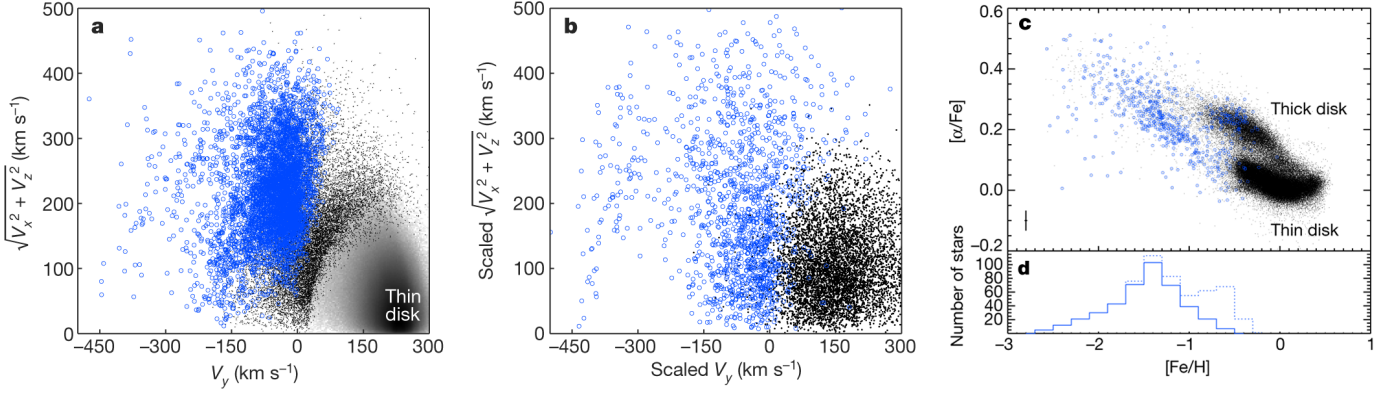 a
500
400
300
200
100
0
√Vx² + Vz² (km s⁻¹)
Thin
disk
−450 −300 −150 0 150 300
Vy (km s⁻¹)
b
500
400
300
200
100
0
Scaled √Vx² + Vz² (km s⁻¹)
−450 −300 −150 0 150 300
Scaled Vy (km s⁻¹)
c
0.6
0.4
0.2
0.0
−0.2
[α/Fe]
Thick disk
Thin disk
d
100
80
60
40
20
Number of stars
−3 −2 −1 0
[Fe/H]